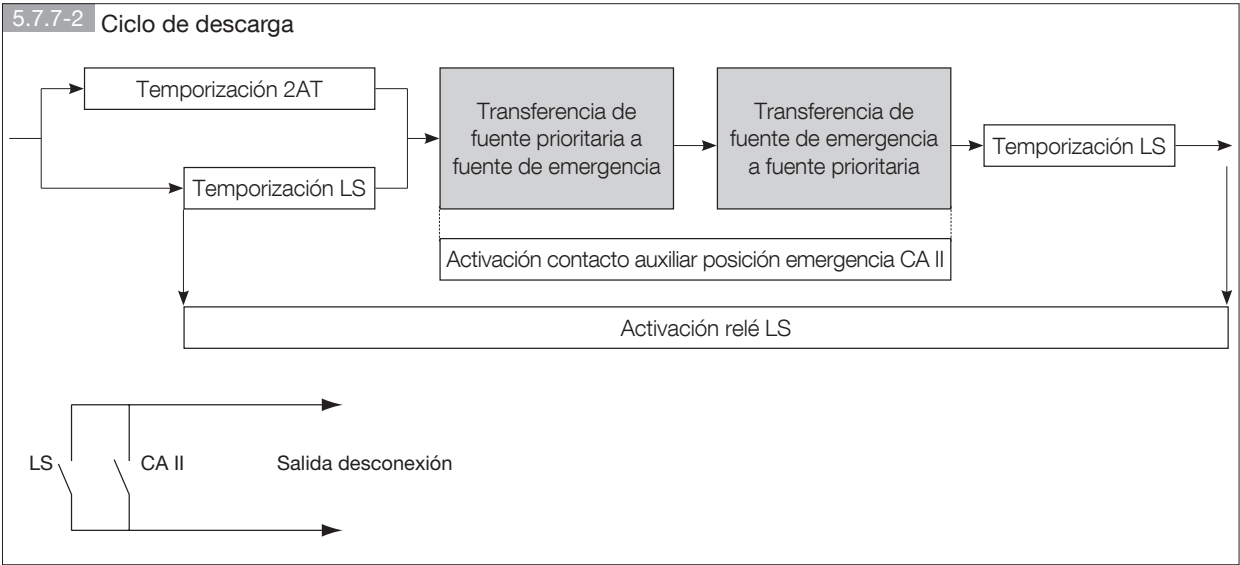 5.7.7-2 Ciclo de descarga
Temporización 2AT
Temporización LS
Transferencia de
fuente prioritaria a
fuente de emergencia
Transferencia de
fuente de emergencia
a fuente prioritaria
Temporización LS
Activación contacto auxiliar posición emergencia CA II
Activación relé LS
LS
CA II
Salida desconexión